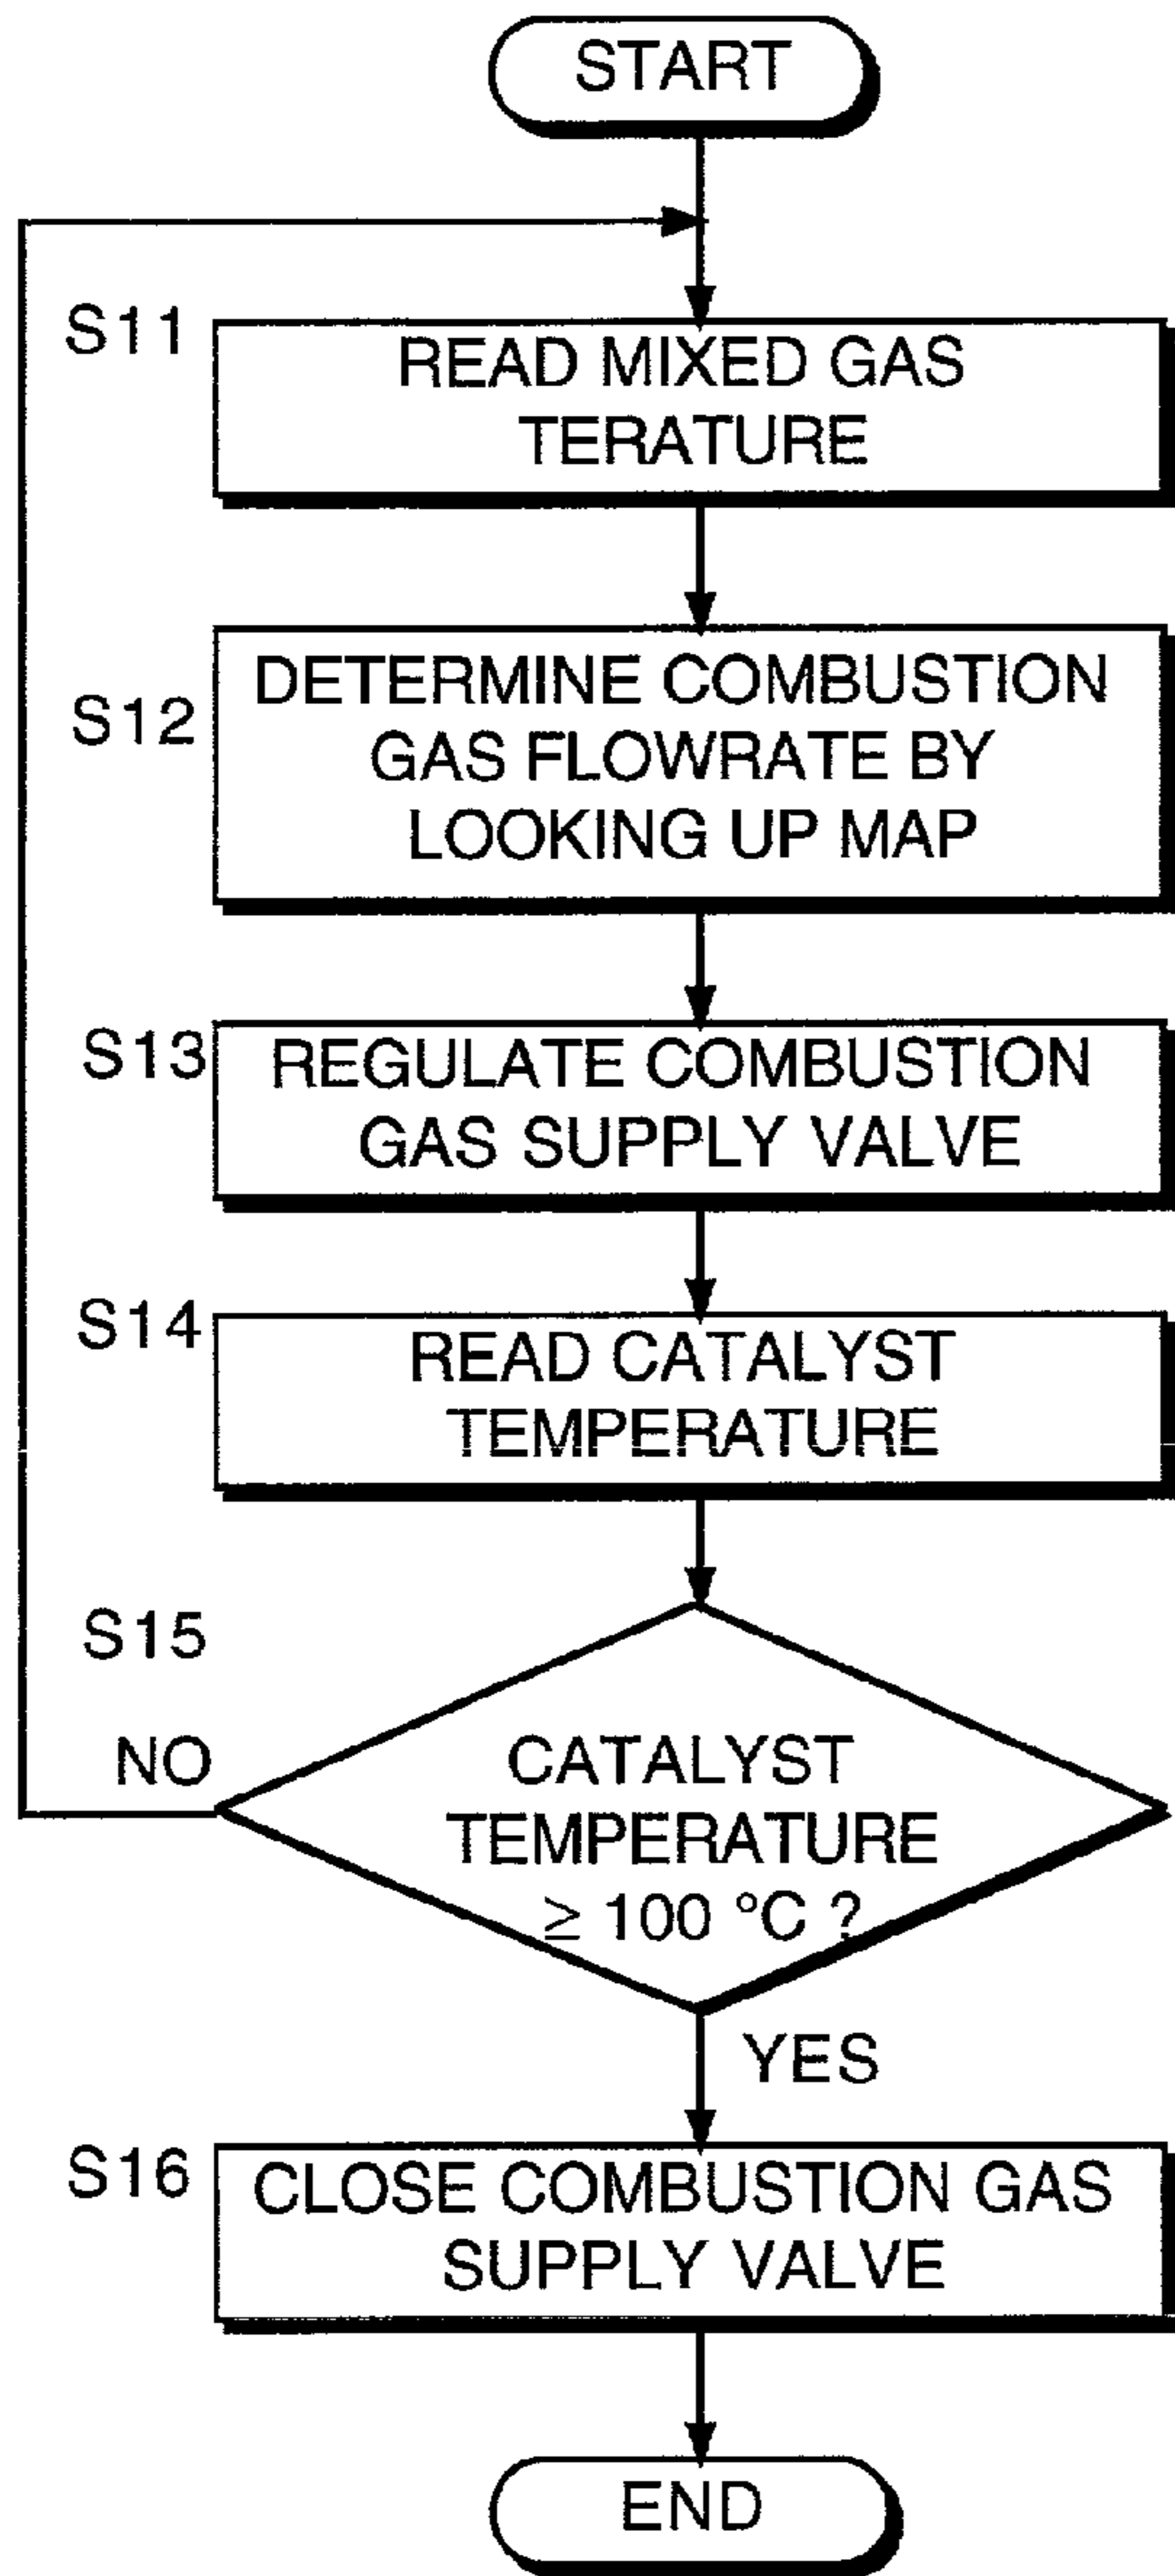 START
S11
READ MIXED GAS
TERATURE
S12
DETERMINE COMBUSTION
GAS FLOWRATE BY
LOOKING UP MAP
S13
REGULATE COMBUSTION
GAS SUPPLY VALVE
S14
READ CATALYST
TEMPERATURE
S15
NO
CATALYST
TEMPERATURE
≥ 100 °C ?
YES
S16
CLOSE COMBUSTION GAS
SUPPLY VALVE
END